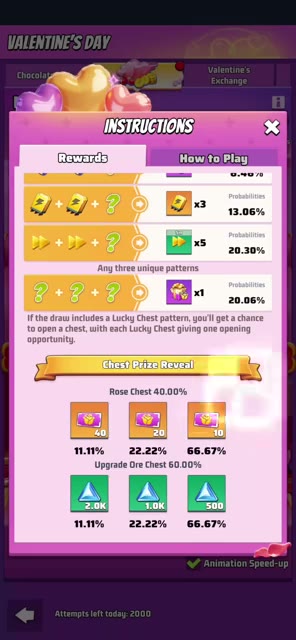 VALENTINE'S DAY
Valentine's
Exchange
INSTRUCTIONS
Rewards
How to Play
Probabilities
x3
13.06%
Probabilities
x5
20.30%
Any three unique patterns
Probabilities
x1
20.06%
If the draw includes a Lucky Chest pattern, you'll get a chance
to open a chest, with each Lucky Chest giving one opening
opportunity.
Chest Prize Reveal
Rose Chest 40.00%
40 20 10
11.11% 22.22% 66.67%
Upgrade Ore Chest 60.00%
2.0K 1.0K 500
11.11% 22.22% 66.67%
Animation Speed-up
Attempts left today: 2000